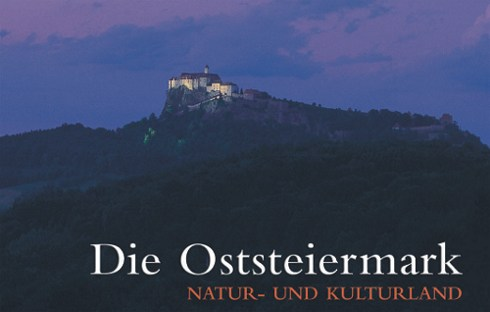 Die Oststeiermark
NATUR- UND KULTURLAND